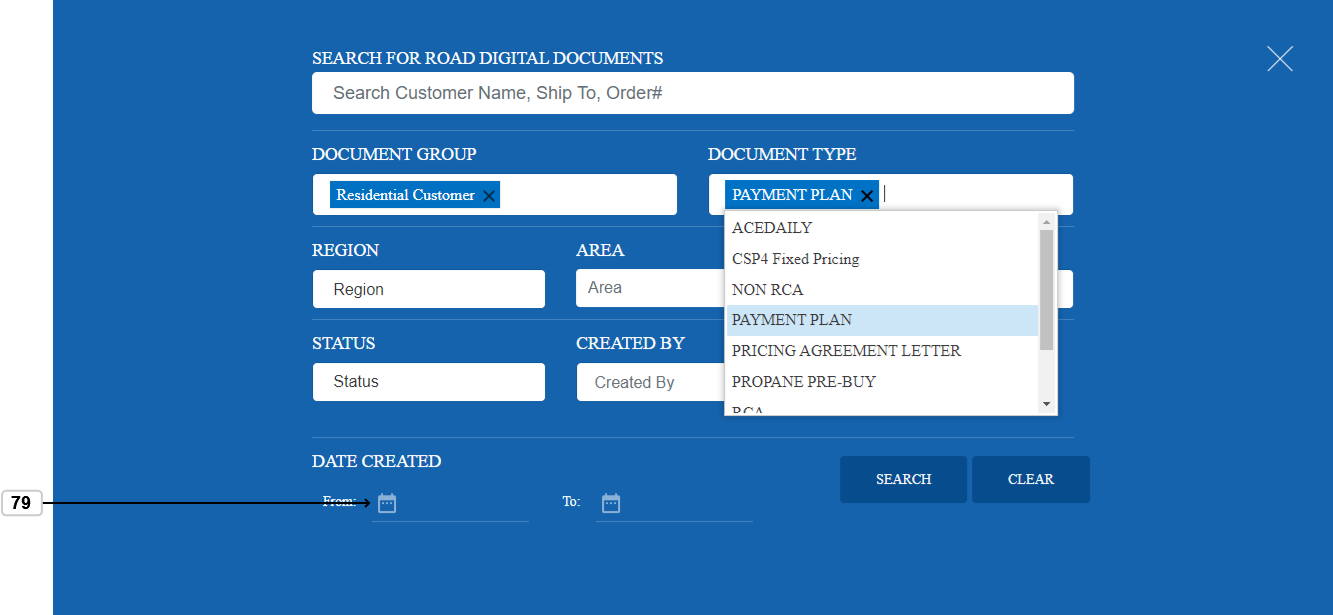 SEARCH FOR ROAD DIGITAL DOCUMENTS
Search Customer Name, Ship To, Order#
DOCUMENT GROUP
DOCUMENT TYPE
Residential Customer
PAYMENT PLAN
ACEDAILY
CSP4 Fixed Pricing
NON RCA
PAYMENT PLAN
PRICING AGREEMENT LETTER
PROPANE PRE-BUY
RCA
REGION
AREA
Region
Area
STATUS
CREATED BY
Status
Created By
DATE CREATED
SEARCH
CLEAR
79
From:
To: